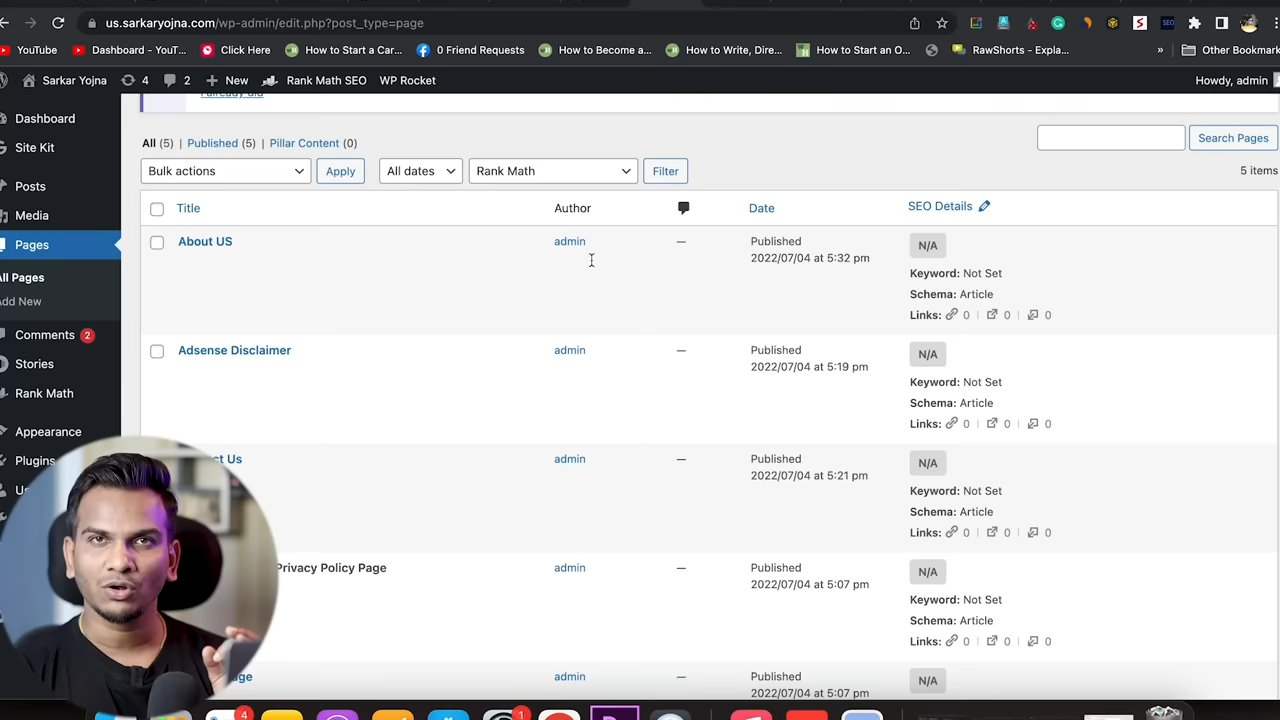 us.sarkaryojna.com/wp-admin/edit.php?post_type=page
YouTube
Dashboard - YouT...
Click Here
How to Start a Car...
0 Friend Requests
How to Become a...
How to Write, Dire...
How to Start an O...
RawShorts - Expla...
»
Other Bookmark
Sarkar Yojna
4
2
New
Rank Math SEO
WP Rocket
Howdy, admin
I already did
Dashboard
Site Kit
Posts
Media
Pages
All Pages
Add New
Comments 2
Stories
Rank Math
Appearance
Plugins
All (5) | Published (5) | Pillar Content (0)
Search Pages
Bulk actions
Apply
All dates
Rank Math
Filter
5 items
Title
Author
Date
SEO Details
About US
admin
—
Published
2022/07/04 at 5:32 pm
N/A
Keyword: Not Set
Schema: Article
Links: 0 | 0 | 0
Adsense Disclaimer
admin
—
Published
2022/07/04 at 5:19 pm
N/A
Keyword: Not Set
Schema: Article
Links: 0 | 0 | 0
Us
admin
—
Published
2022/07/04 at 5:21 pm
N/A
Keyword: Not Set
Schema: Article
Links: 0 | 0 | 0
Privacy Policy Page
admin
—
Published
2022/07/04 at 5:07 pm
N/A
Keyword: Not Set
Schema: Article
Links: 0 | 0 | 0
admin
—
Published
2022/07/04 at 5:07 pm
N/A
4
1